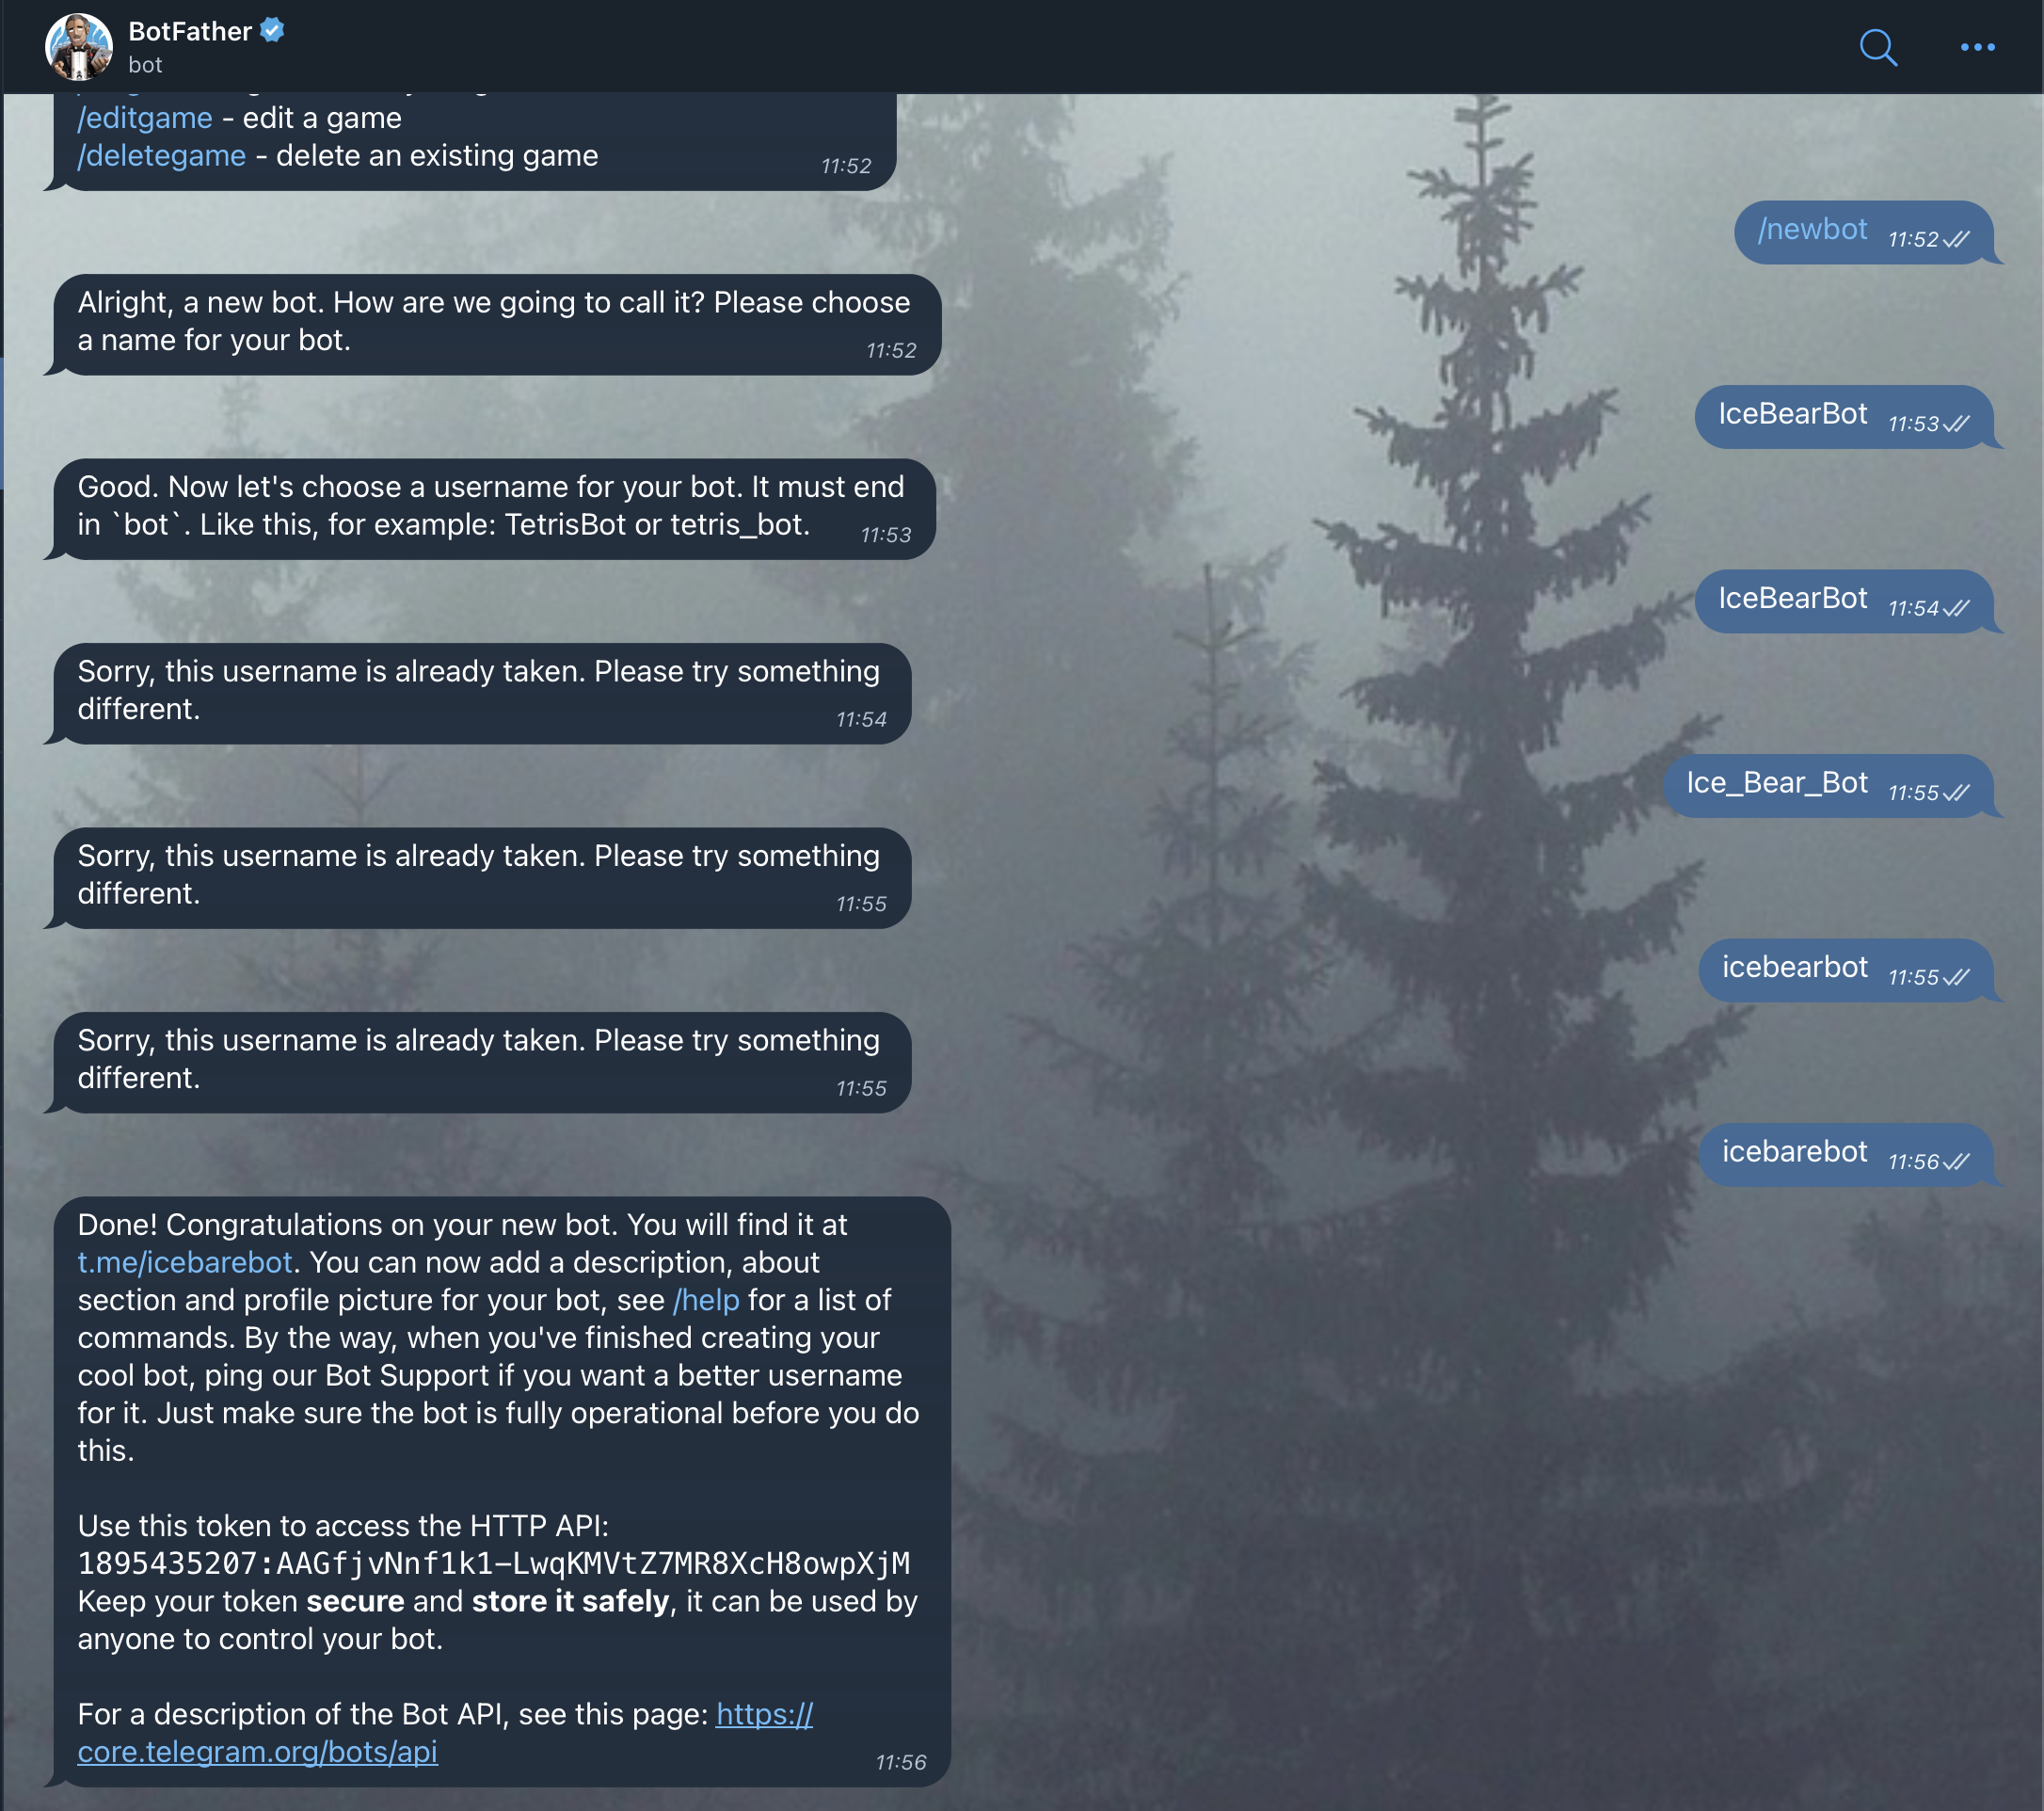 BotFather
bot
/editgame - edit a game
/deletegame - delete an existing game
11:52
/newbot 11:52
Alright, a new bot. How are we going to call it? Please choose
a name for your bot.
11:52
IceBearBot 11:53
Good. Now let's choose a username for your bot. It must end
in `bot`. Like this, for example: TetrisBot or tetris_bot.
11:53
IceBearBot 11:54
Sorry, this username is already taken. Please try something
different.
11:54
Ice_Bear_Bot 11:55
Sorry, this username is already taken. Please try something
different.
11:55
icebearbot 11:55
Sorry, this username is already taken. Please try something
different.
11:55
icebarebot 11:56
Done! Congratulations on your new bot. You will find it at
t.me/icebarebot. You can now add a description, about
section and profile picture for your bot, see /help for a list of
commands. By the way, when you've finished creating your
cool bot, ping our Bot Support if you want a better username
for it. Just make sure the bot is fully operational before you do
this.
Use this token to access the HTTP API:
1895435207:AAGfjvNnf1k1-LwqKMVtZ7MR8XcH8owpXjM
Keep your token secure and store it safely, it can be used by
anyone to control your bot.
For a description of the Bot API, see this page: https://
core.telegram.org/bots/api
11:56